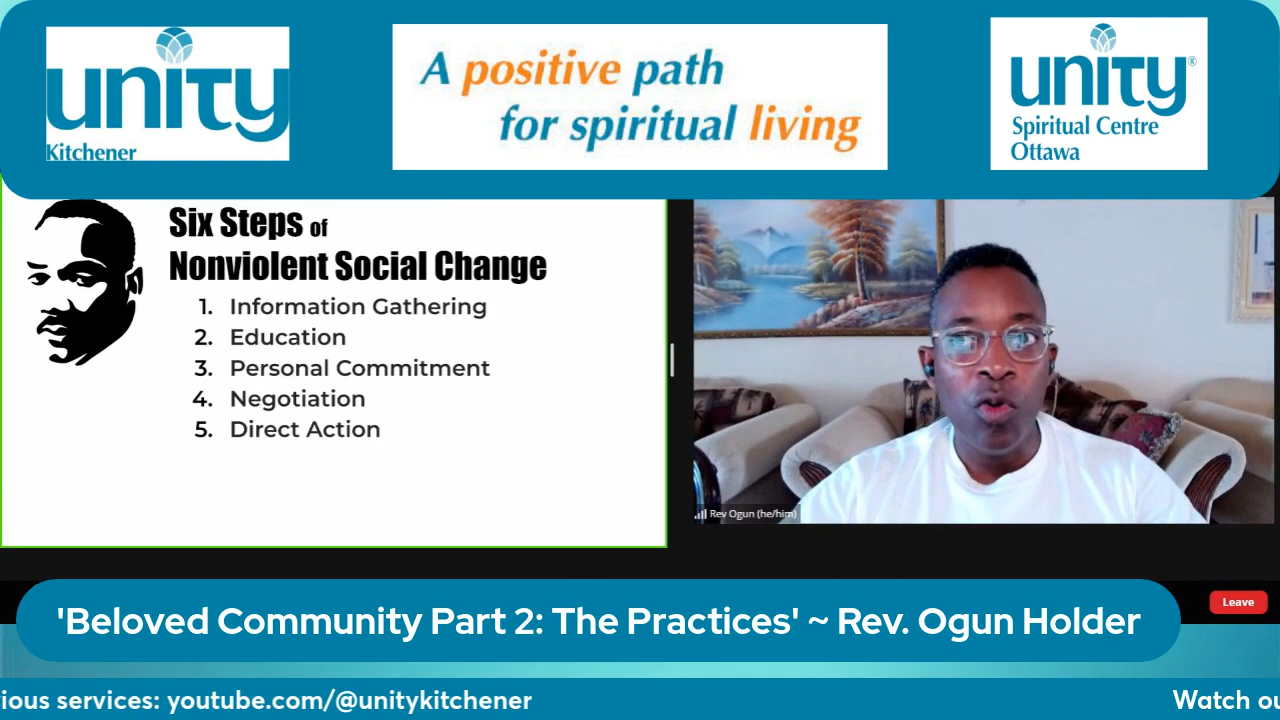 unity
Kitchener
A positive path
for spiritual living
unity®
Spiritual Centre
Ottawa
Six Steps of
Nonviolent Social Change
1. Information Gathering
2. Education
3. Personal Commitment
4. Negotiation
5. Direct Action
Rev Ogun (he/him)
Leave
'Beloved Community Part 2: The Practices' ~ Rev. Ogun Holder
ious services: youtube.com/@unitykitchener
Watch ou